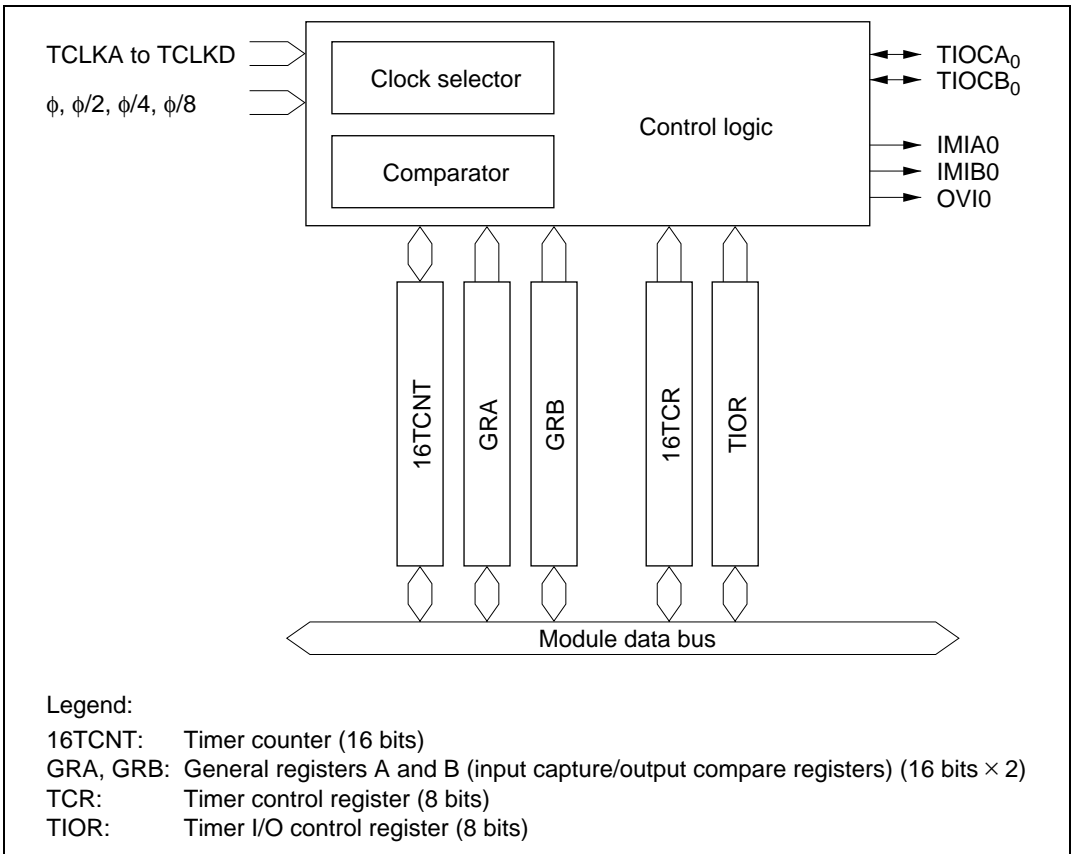 TCLKA to TCLKD
ϕ, ϕ/2, ϕ/4, ϕ/8
Clock selector
Comparator
Control logic
TIOCA0
TIOCB0
IMIA0
IMIB0
OVI0
16TCNT
GRA
GRB
16TCR
TIOR
Module data bus
Legend:
16TCNT: Timer counter (16 bits)
GRA, GRB: General registers A and B (input capture/output compare registers) (16 bits × 2)
TCR: Timer control register (8 bits)
TIOR: Timer I/O control register (8 bits)